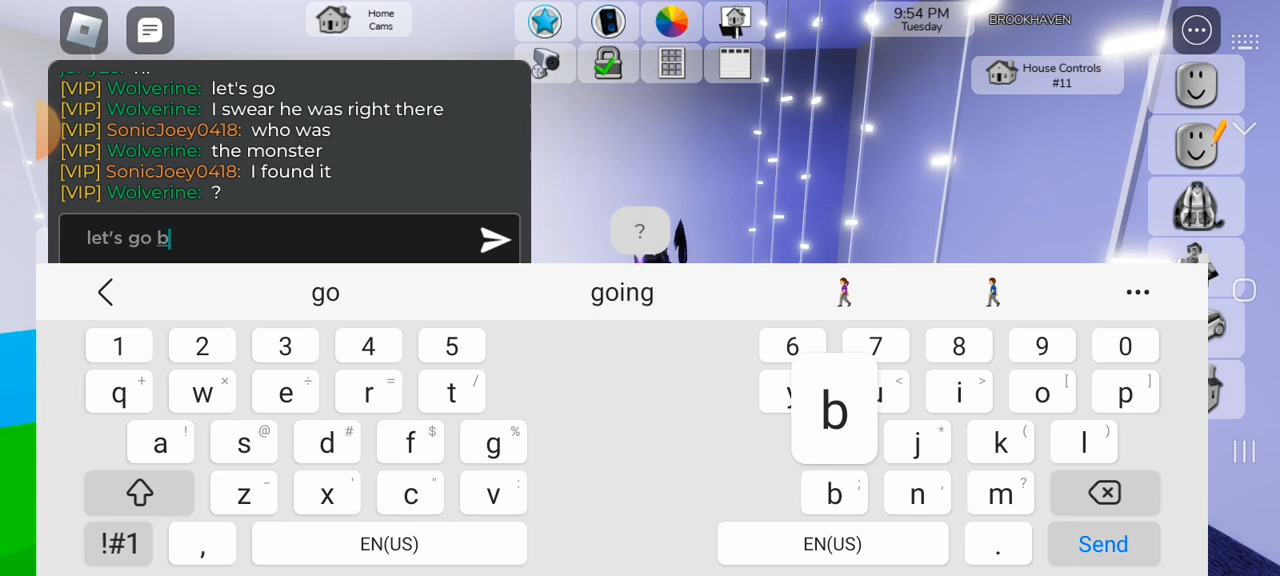 Home
Cams
9:54 PM
Tuesday
BROOKHAVEN
House Controls
#11
[VIP] Wolverine: let's go
[VIP] Wolverine: I swear he was right there
[VIP] SonicJoey0418: who was
[VIP] Wolverine: the monster
[VIP] SonicJoey0418: I found it
[VIP] Wolverine: ?
let's go b
?
go going
1 2 3 4 5 6 7 8 9 0
q + w × e ÷ r = t / y u < i > o [ p ]
b
a ! s @ d # f $ g % j * k ( l )
z - x ' c " v : b ; n , m ?
!#1 , EN(US) EN(US) . Send